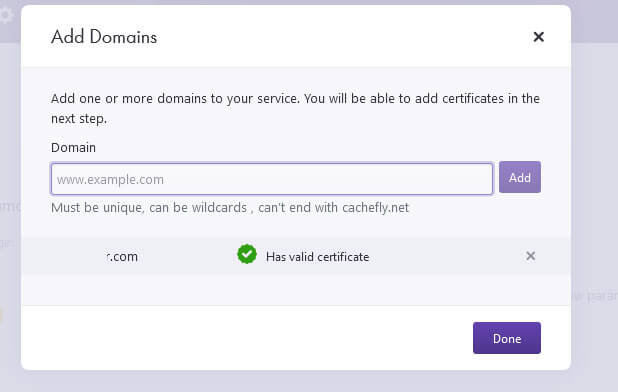 Add Domains
Add one or more domains to your service. You will be able to add certificates in the
next step.
Domain
www.example.com
Add
Must be unique, can be wildcards , can't end with cachefly.net
r.com
Has valid certificate
Done